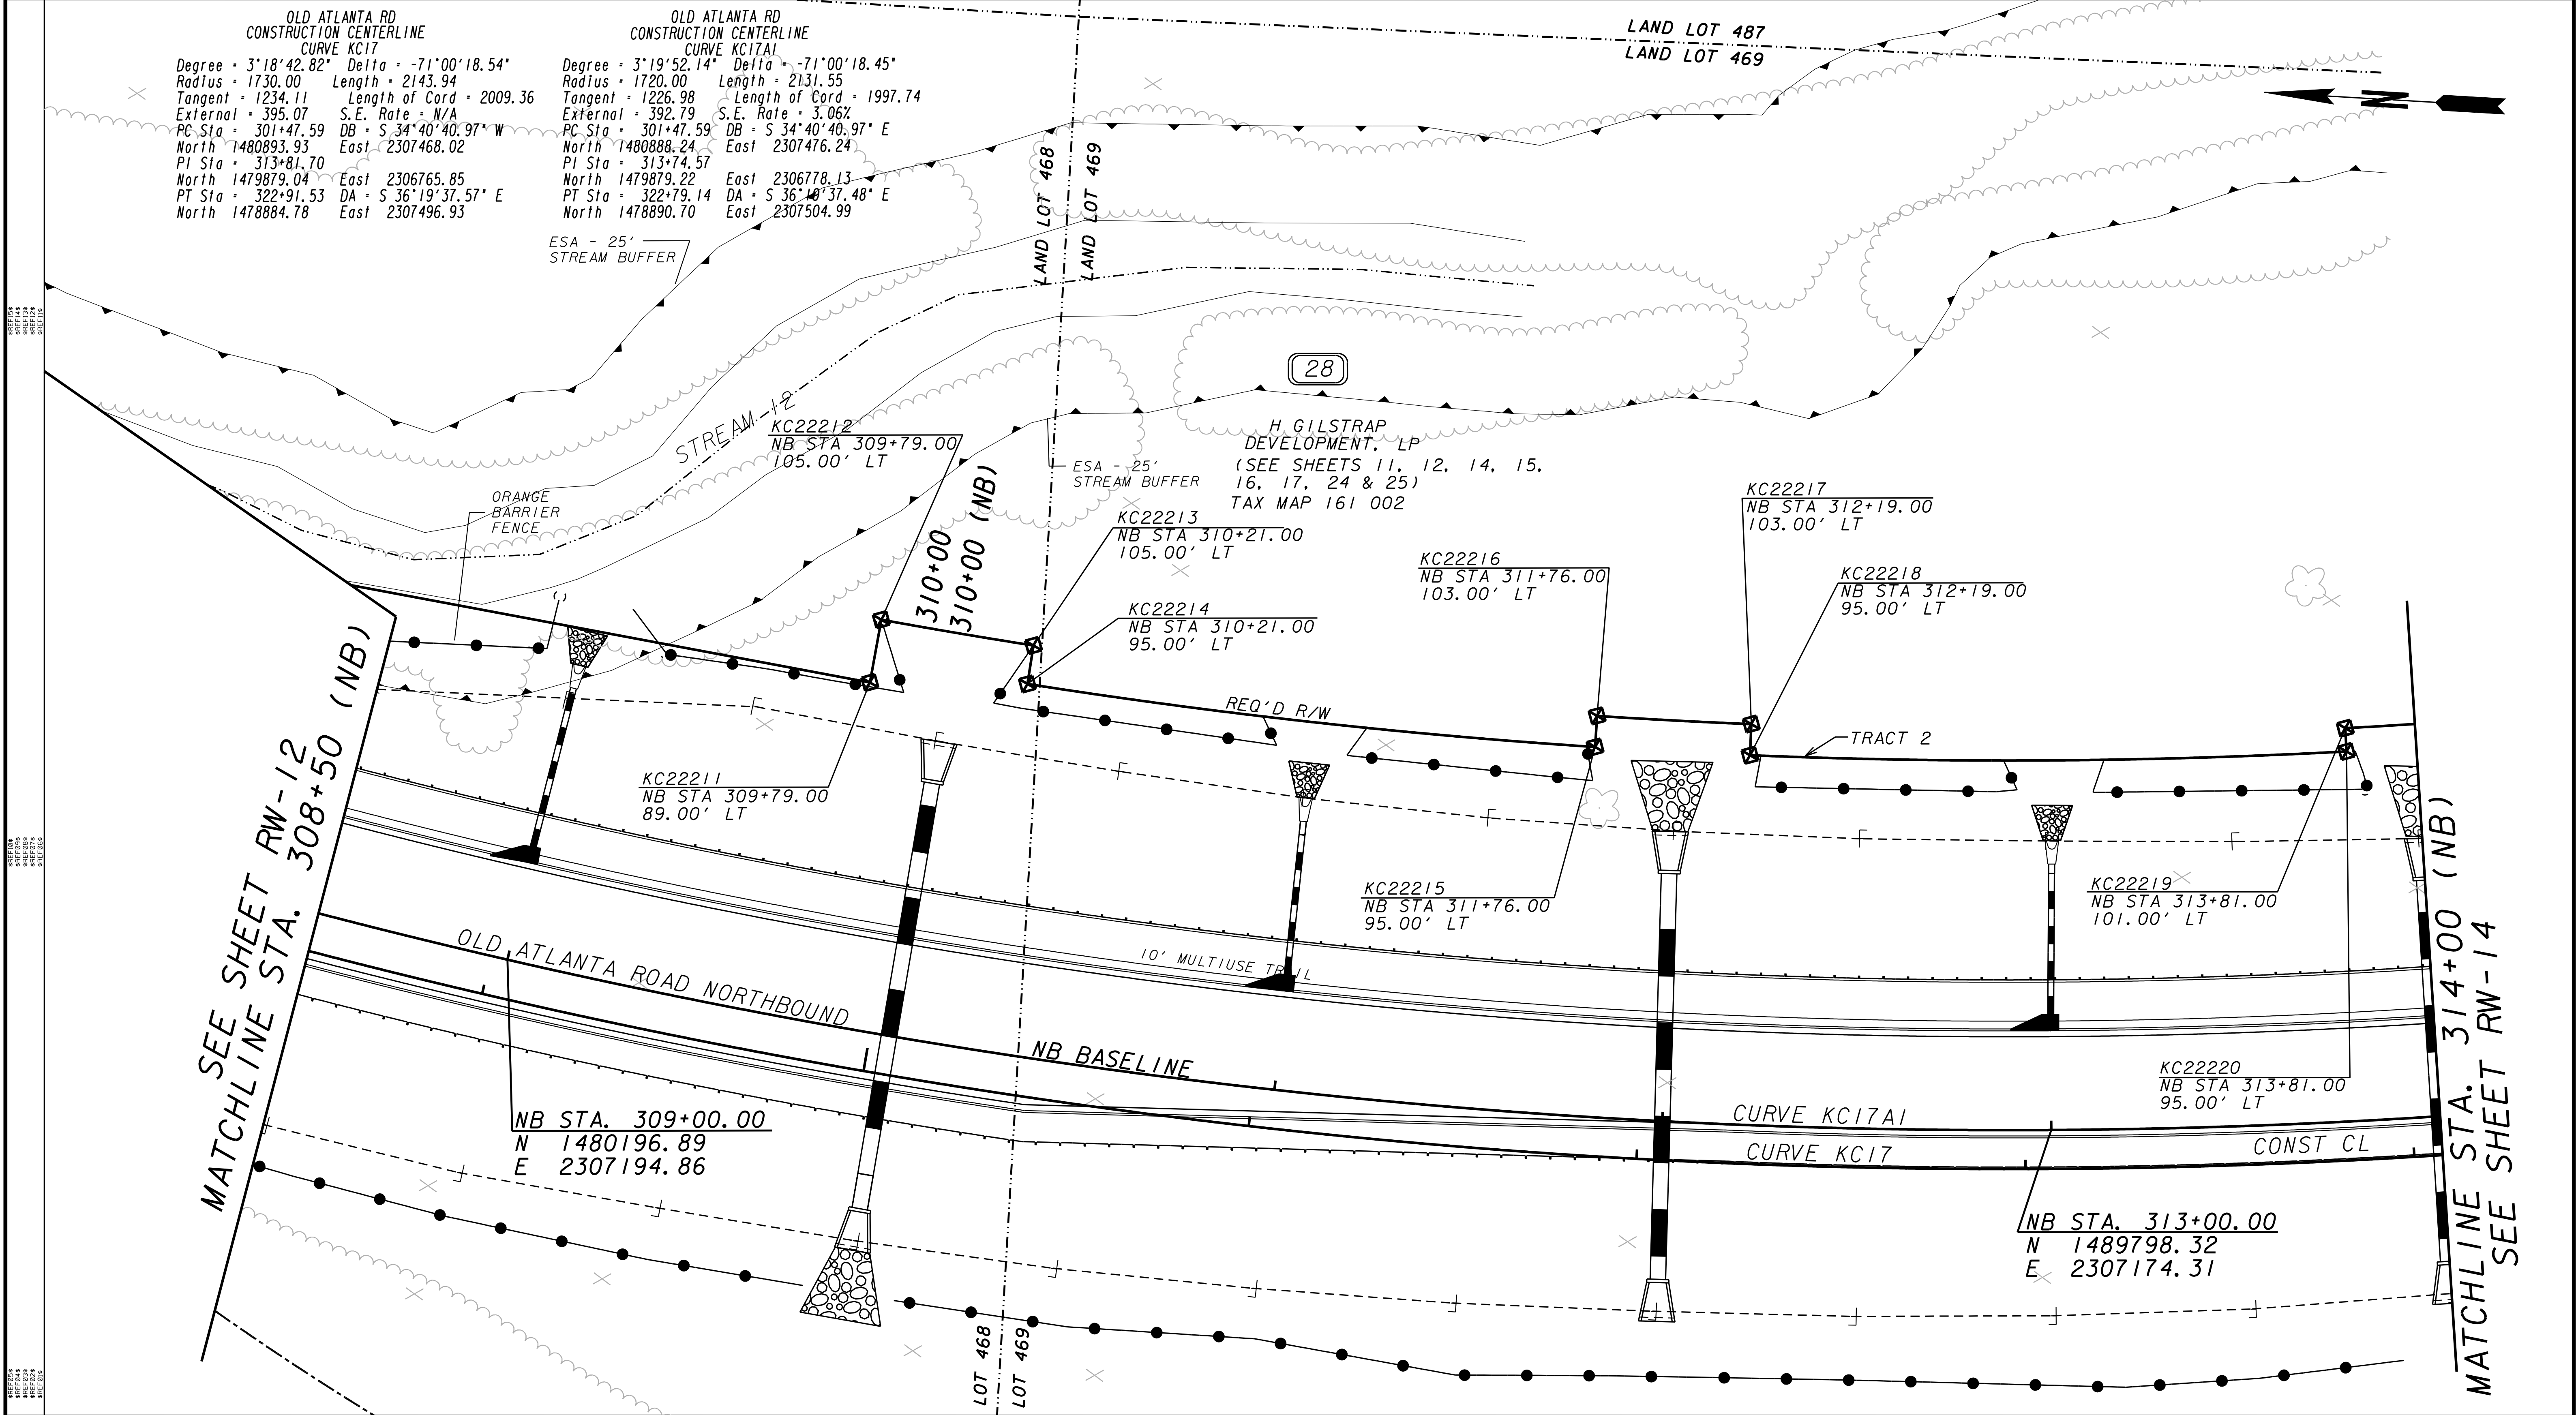 OLD ATLANTA RD
CONSTRUCTION CENTERLINE
CURVE KC17
Degree = 3°18'42.82" Delta = -71°00'18.54"
Radius = 1730.00 Length = 2143.94
Tangent = 1234.11 Length of Cord = 2009.36
External = 395.07 S.E. Rate = N/A
PC Sta = 301+47.59 DB = S 34°40'40.97" W
North 1480893.93 East 2307468.02
PI Sta = 313+81.70
North 1479879.04 East 2306765.85
PT Sta = 322+91.53 DA = S 36°19'37.57" E
North 1478884.78 East 2307496.93
OLD ATLANTA RD
CONSTRUCTION CENTERLINE
CURVE KC17A1
Degree = 3°19'52.14" Delta = -71°00'18.45"
Radius = 1720.00 Length = 2131.55
Tangent = 1226.98 Length of Cord = 1997.74
External = 392.79 S.E. Rate = 3.06%
PC Sta = 301+47.59 DB = S 34°40'40.97" E
North 1480888.24 East 2307476.24
PI Sta = 313+74.57
North 1479879.22 East 2306778.13
PT Sta = 322+79.14 DA = S 36°19'37.48" E
North 1478890.70 East 2307504.99
LAND LOT 487
LAND LOT 469
N
LAND LOT 468
LAND LOT 469
ESA - 25'
STREAM BUFFER
28
STREAM 12
KC22212
NB STA 309+79.00
105.00' LT
H GILSTRAP
DEVELOPMENT, LP
(SEE SHEETS 11, 12, 14, 15,
16, 17, 24 & 25)
TAX MAP 161 002
ESA - 25'
STREAM BUFFER
ORANGE
BARRIER
FENCE
310+00
310+00 (NB)
KC22213
NB STA 310+21.00
105.00' LT
KC22214
NB STA 310+21.00
95.00' LT
KC22216
NB STA 311+76.00
103.00' LT
KC22217
NB STA 312+19.00
103.00' LT
KC22218
NB STA 312+19.00
95.00' LT
REQ'D R/W
TRACT 2
KC22211
NB STA 309+79.00
89.00' LT
KC22215
NB STA 311+76.00
95.00' LT
KC22219
NB STA 313+81.00
101.00' LT
KC22220
NB STA 313+81.00
95.00' LT
SEE SHEET RW-12
MATCHLINE STA. 308+50 (NB)
OLD ATLANTA ROAD NORTHBOUND
10' MULTIUSE TRAIL
NB BASELINE
CURVE KC17A1
CURVE KC17
CONST CL
NB STA. 309+00.00
N 1480196.89
E 2307194.86
NB STA. 313+00.00
N 1489798.32
E 2307174.31
MATCHLINE STA. 314+00 (NB)
SEE SHEET RW-14
LOT 468
LOT 469